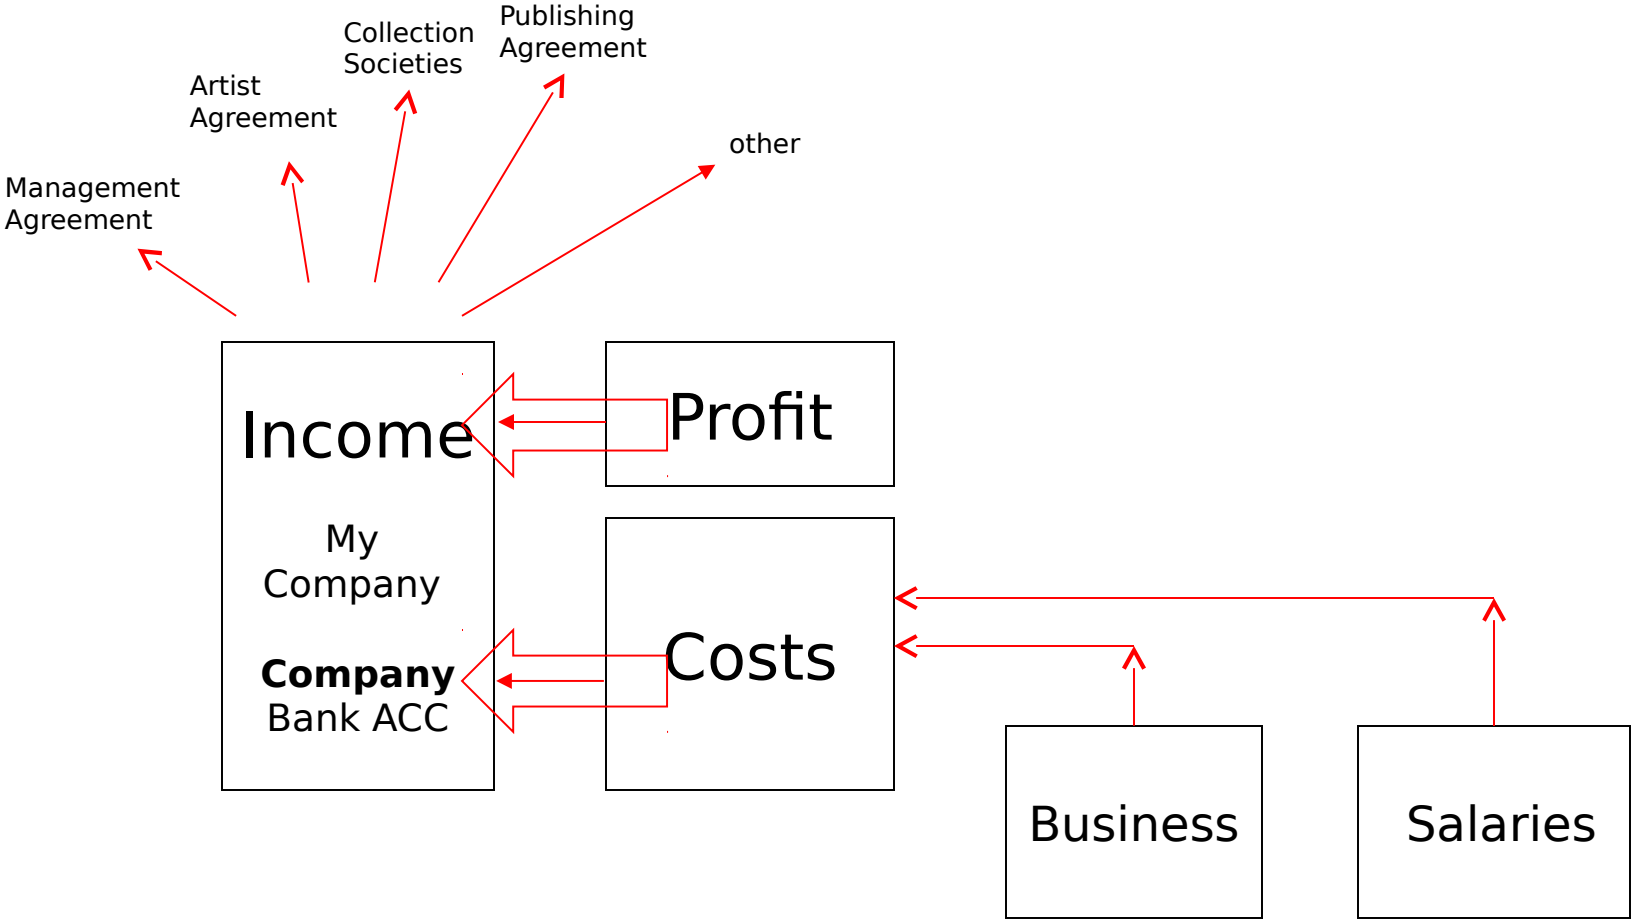 Publishing
Agreement
Collection
Societies
Artist
Agreement
other
Management
Agreement
Income
My
Company
Company
Bank ACC
Profit
Costs
Business
Salaries